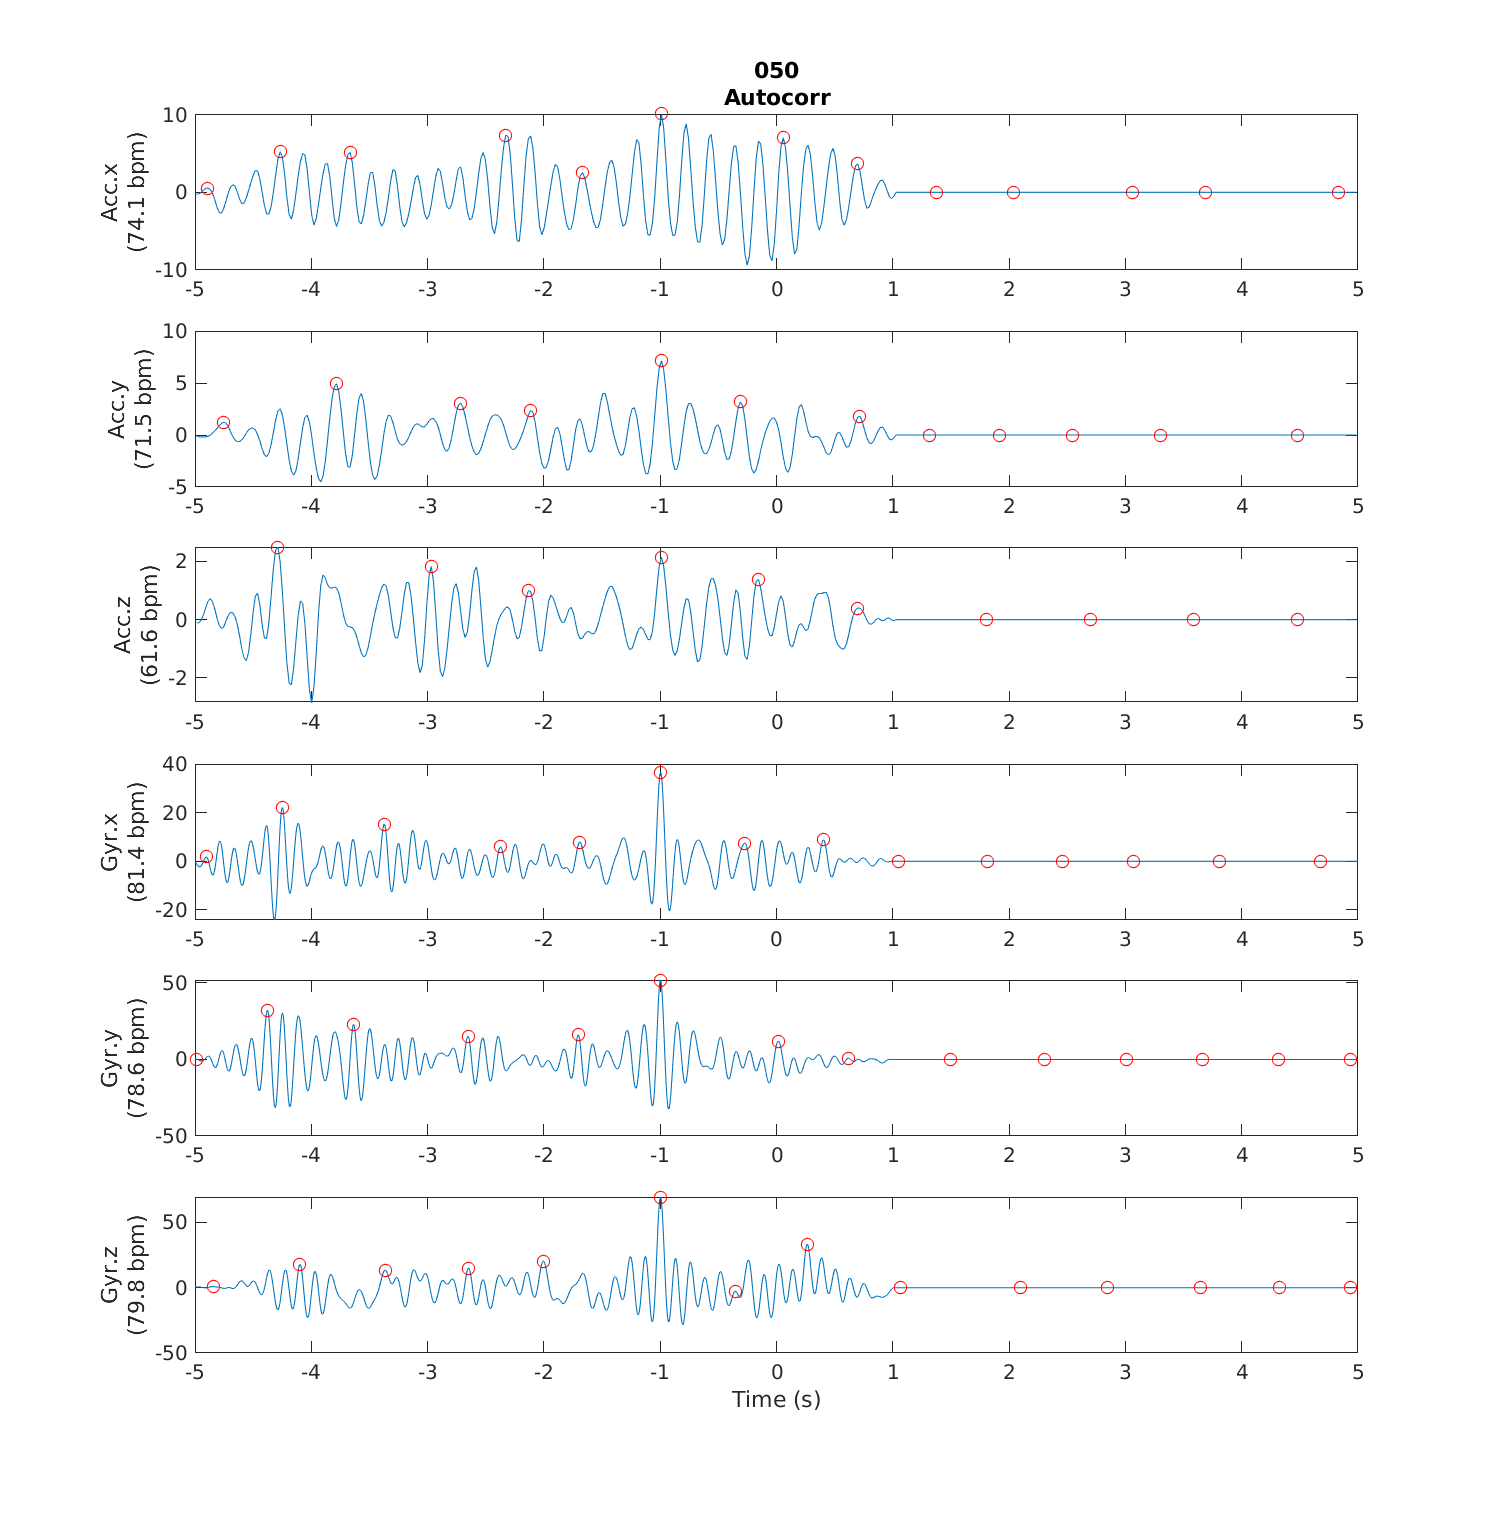 050
Autocorr
Acc.x
(74.1 bpm)
10
0
-10
-5 -4 -3 -2 -1 0 1 2 3 4 5
Acc.y
(71.5 bpm)
10
5
0
-5
-5 -4 -3 -2 -1 0 1 2 3 4 5
Acc.z
(61.6 bpm)
2
0
-2
-5 -4 -3 -2 -1 0 1 2 3 4 5
Gyr.x
(81.4 bpm)
40
20
0
-20
-5 -4 -3 -2 -1 0 1 2 3 4 5
Gyr.y
(78.6 bpm)
50
0
-50
-5 -4 -3 -2 -1 0 1 2 3 4 5
Gyr.z
(79.8 bpm)
50
0
-50
-5 -4 -3 -2 -1 0 1 2 3 4 5
Time (s)